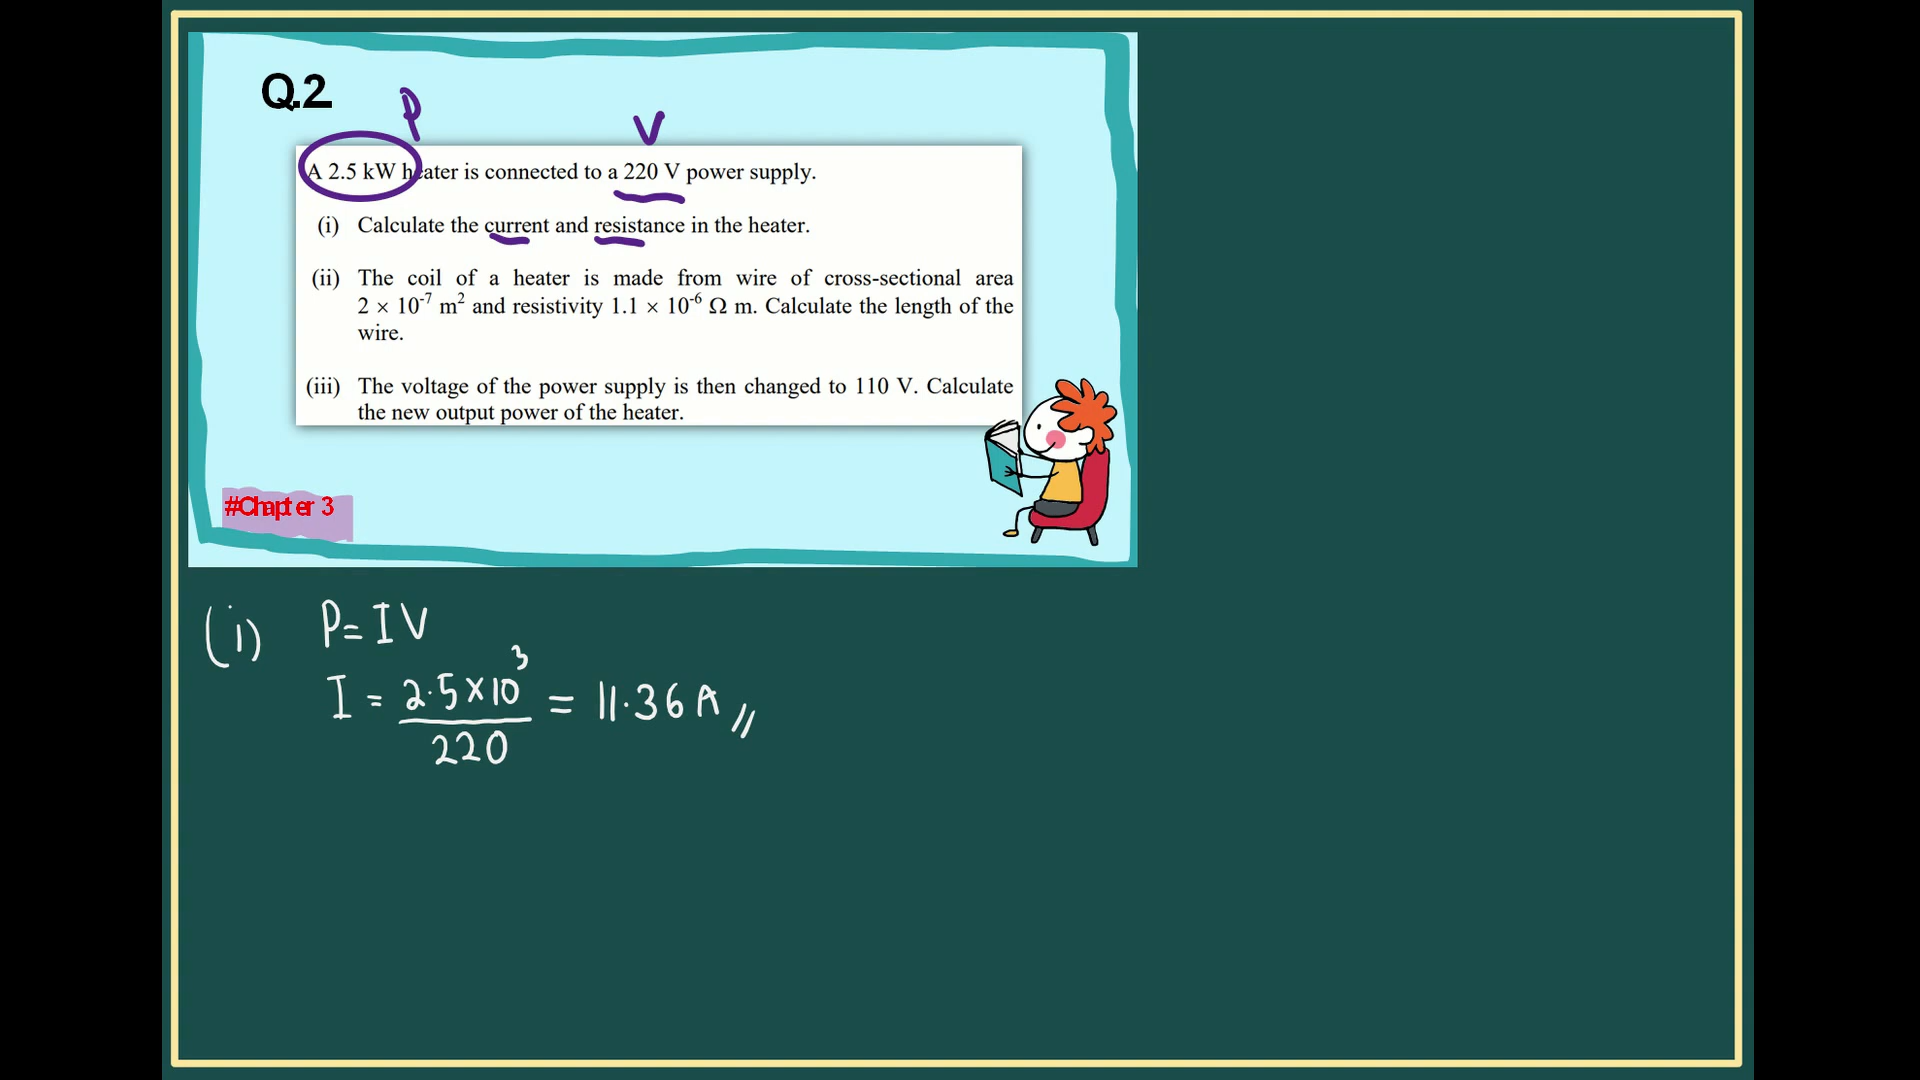 Q.2
P
V
A 2.5 kW heater is connected to a 220 V power supply.
(i) Calculate the current and resistance in the heater.
(ii) The coil of a heater is made from wire of cross-sectional area
2 × 10⁻⁷ m² and resistivity 1.1 × 10⁻⁶ Ω m. Calculate the length of the
wire.
(iii) The voltage of the power supply is then changed to 110 V. Calculate
the new output power of the heater.
#Chapter 3
(i) P = IV
I = 2.5 × 10³ / 220 = 11.36 A //